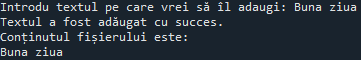 Introdu textul pe care vrei să îl adaugi: Buna ziua
Textul a fost adăugat cu succes.
Conținutul fișierului este:
Buna ziua